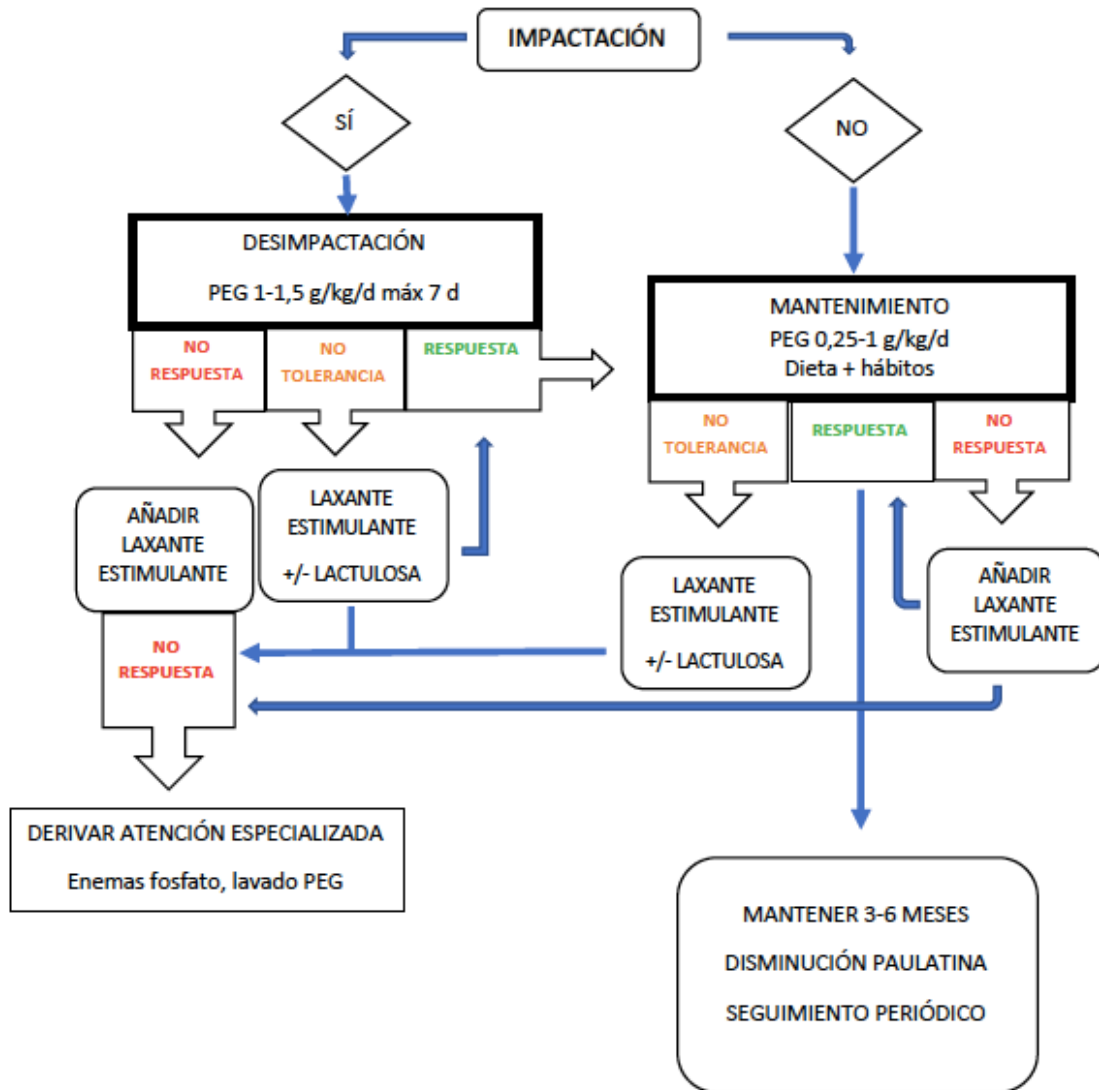 IMPACTACIÓN
SÍ
NO
DESIMPACTACIÓN
PEG 1-1,5 g/kg/d máx 7 d
NO
RESPUESTA
NO
TOLERANCIA
RESPUESTA
MANTENIMIENTO
PEG 0,25-1 g/kg/d
Dieta + hábitos
NO
TOLERANCIA
RESPUESTA
NO
RESPUESTA
AÑADIR
LAXANTE
ESTIMULANTE
LAXANTE
ESTIMULANTE
+/- LACTULOSA
LAXANTE
ESTIMULANTE
+/- LACTULOSA
AÑADIR
LAXANTE
ESTIMULANTE
NO
RESPUESTA
DERIVAR ATENCIÓN ESPECIALIZADA
Enemas fosfato, lavado PEG
MANTENER 3-6 MESES
DISMINUCIÓN PAULATINA
SEGUIMIENTO PERIÓDICO